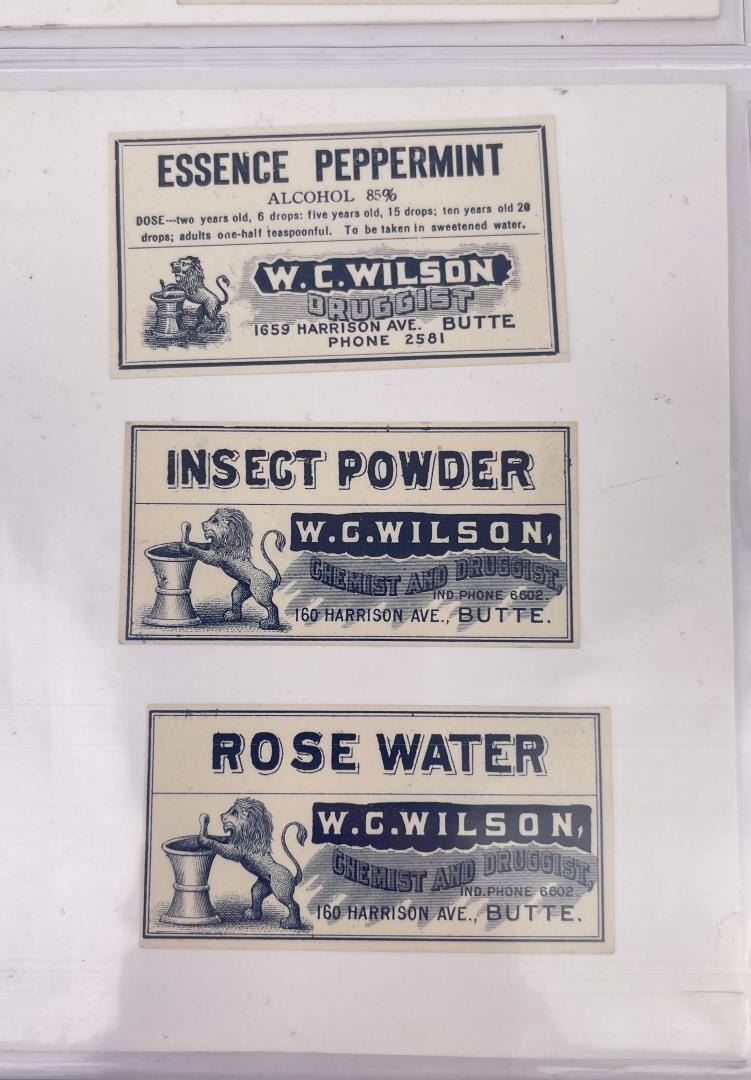 ESSENCE PEPPERMINT
ALCOHOL 85%
DOSE---two years old, 6 drops: five years old, 15 drops; ten years old 20
drops; adults one-half teaspoonful. To be taken in sweetened water.
W.C.WILSON
DRUGGIST
1659 HARRISON AVE. BUTTE
PHONE 2581
INSECT POWDER
W.C.WILSON,
CHEMIST AND DRUGGIST,
IND.PHONE 6602.
160 HARRISON AVE., BUTTE.
ROSE WATER
W.C.WILSON,
CHEMIST AND DRUGGIST,
IND.PHONE 6602.
160 HARRISON AVE., BUTTE.